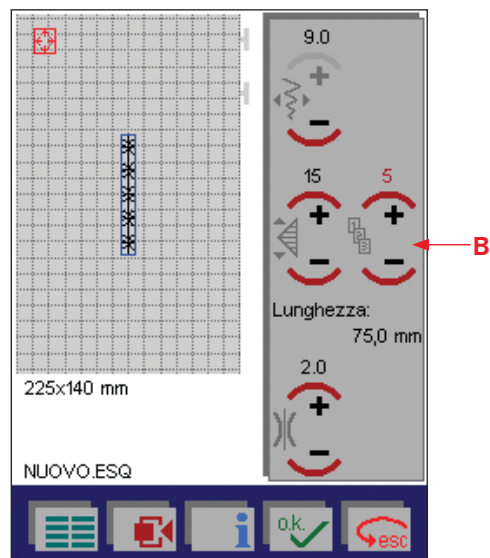 9.0
+
−
15
5
+
−
+
−
B
Lunghezza:
75,0 mm
2.0
+
−
225x140 mm
NUOVO.ESQ
i
o.k.
esc